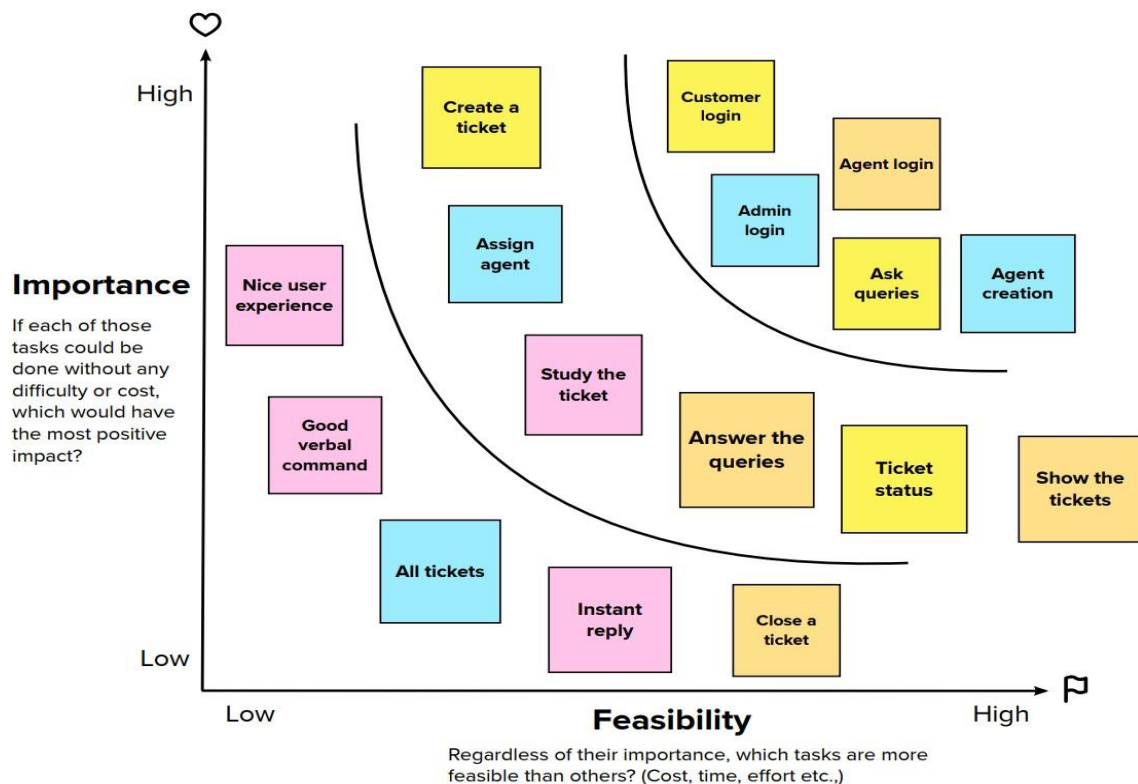 High
Create a
ticket
Customer
login
Agent login
Admin
login
Assign
agent
Ask
queries
Agent
creation
Nice user
experience
Importance
If each of those
tasks could be
done without any
difficulty or cost,
which would have
the most positive
impact?
Study the
ticket
Good
verbal
command
Answer the
queries
Ticket
status
Show the
tickets
All tickets
Instant
reply
Close a
ticket
Low
Low
Feasibility
High
Regardless of their importance, which tasks are more
feasible than others? (Cost, time, effort etc.,)